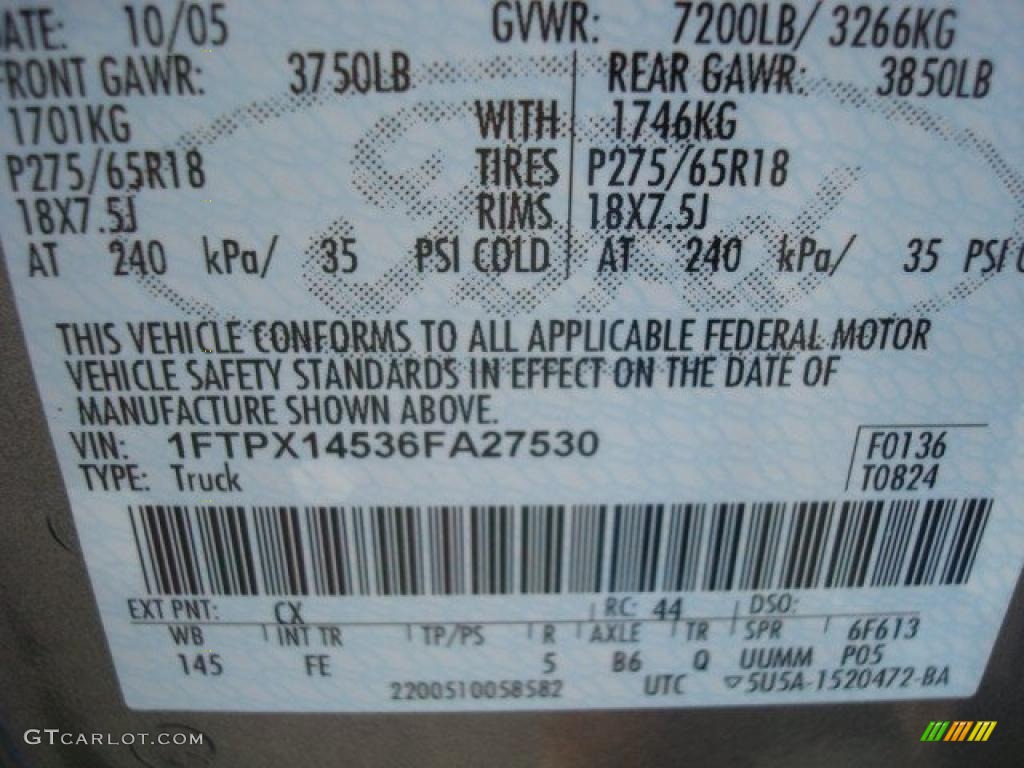 ATE: 10/05 GVWR: 7200LB/ 3266KG
FRONT GAWR: 3750LB REAR GAWR: 3850LB
1701KG WITH 1746KG
P275/65R18 TIRES P275/65R18
18X7.5J RIMS 18X7.5J
AT 240 kPa/ 35 PSI COLD AT 240 kPa/ 35 PSI C
Ford
THIS VEHICLE CONFORMS TO ALL APPLICABLE FEDERAL MOTOR
VEHICLE SAFETY STANDARDS IN EFFECT ON THE DATE OF
MANUFACTURE SHOWN ABOVE.
VIN: 1FTPX14536FA27530 F0136
TYPE: Truck T0824
EXT PNT: CX RC: 44 DSO:
WB INT TR TP/PS R AXLE TR SPR 6F613
145 FE 5 B6 Q UUMM P05
2200510058582 UTC ▽5U5A-1520472-BA
GTCARLOT.COM